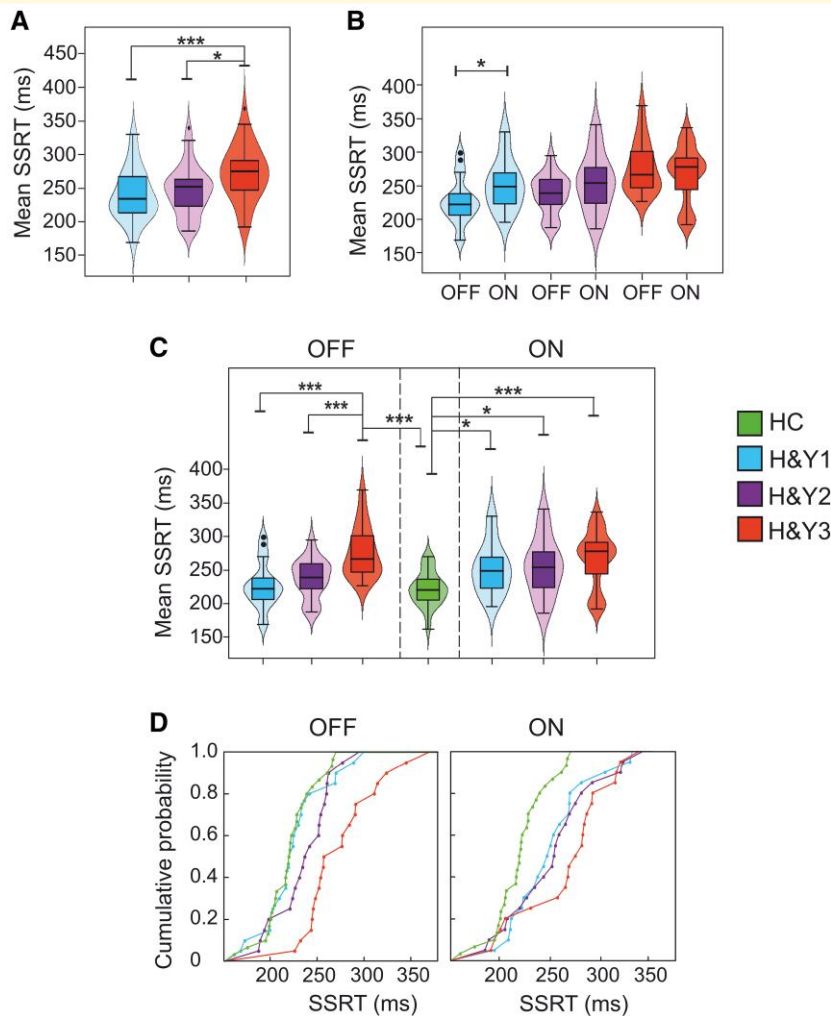 A
Mean SSRT (ms)
450
400
350
300
250
200
150
***
*
B
Mean SSRT (ms)
400
350
300
250
200
150
*
OFF ON OFF ON OFF ON
C
OFF ON
Mean SSRT (ms)
400
350
300
250
200
150
***
***
***
***
*
*
HC
H&Y1
H&Y2
H&Y3
D
OFF ON
Cumulative probability
1.0
0.8
0.6
0.4
0.2
0
200 250 300 350
SSRT (ms)
200 250 300 350
SSRT (ms)